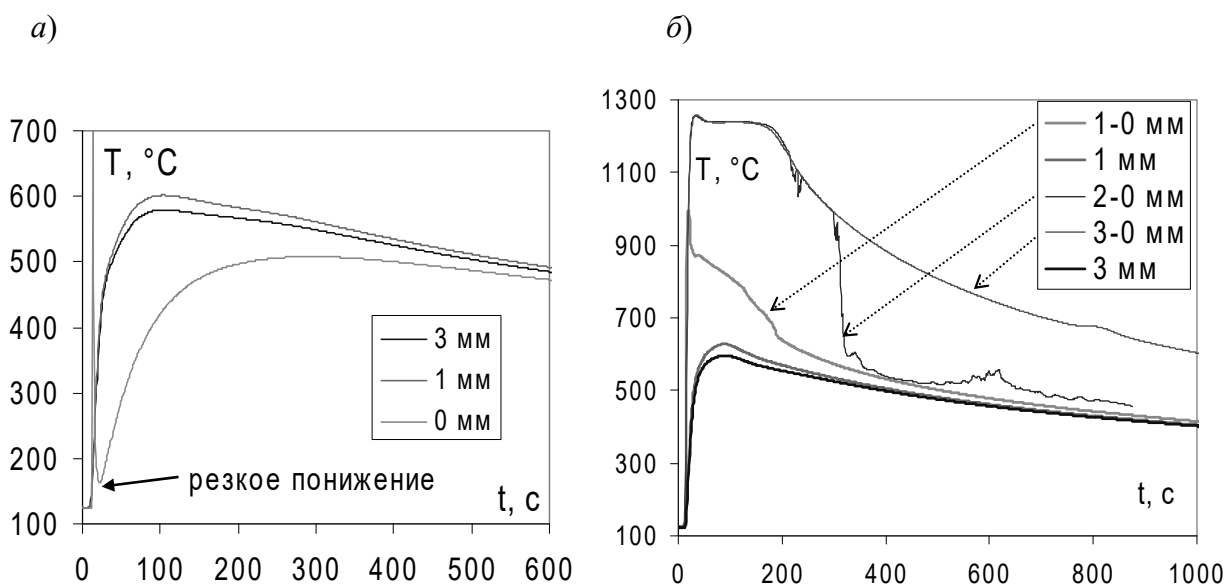 а)
700
600
500
400
300
200
100
T, °C
3 мм
1 мм
0 мм
резкое понижение
t, с
0 100 200 300 400 500 600
б)
1300
1100
900
700
500
300
100
T, °C
1-0 мм
1 мм
2-0 мм
3-0 мм
3 мм
t, с
0 200 400 600 800 1000